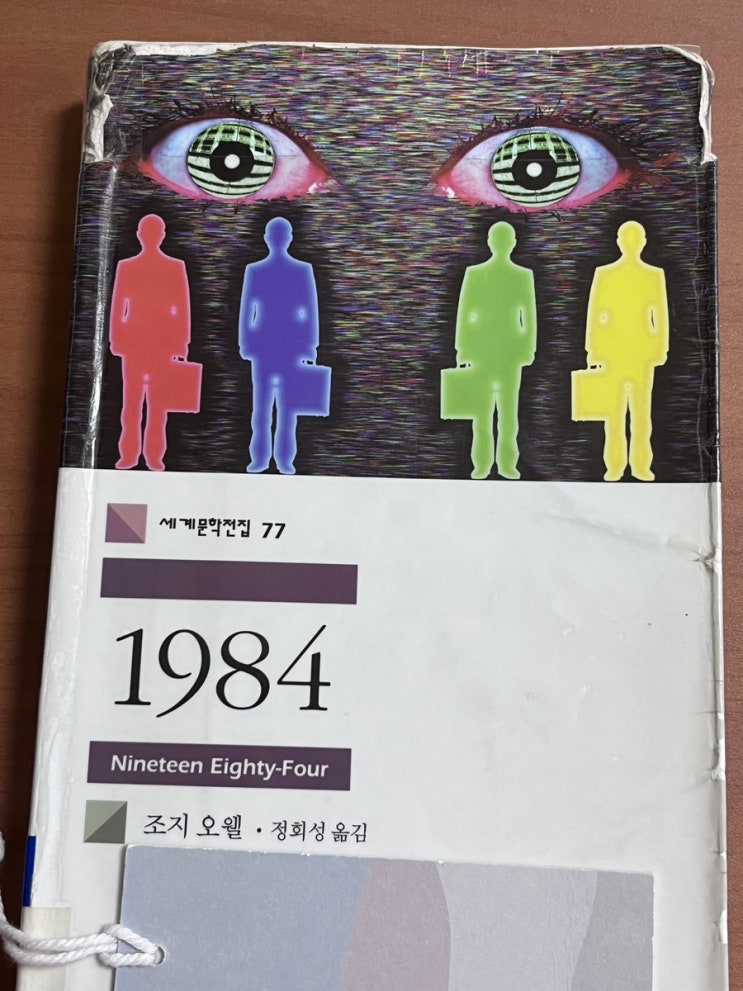 세계문학전집 77
1984
Nineteen Eighty-Four
조지 오웰 · 정회성 옮김